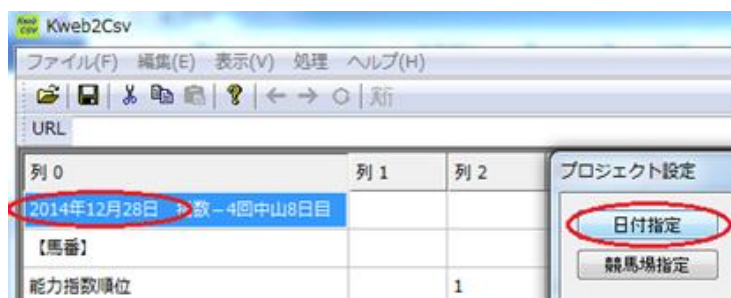 Kweb2Csv
ファイル(F) 編集(E) 表示(V) 処理 ヘルプ(H)
URL
列 0 列 1 列 2
プロジェクト設定
2014年12月28日 指数－4回中山8日目
日付指定
【馬番】
競馬場指定
能力指数順位 1